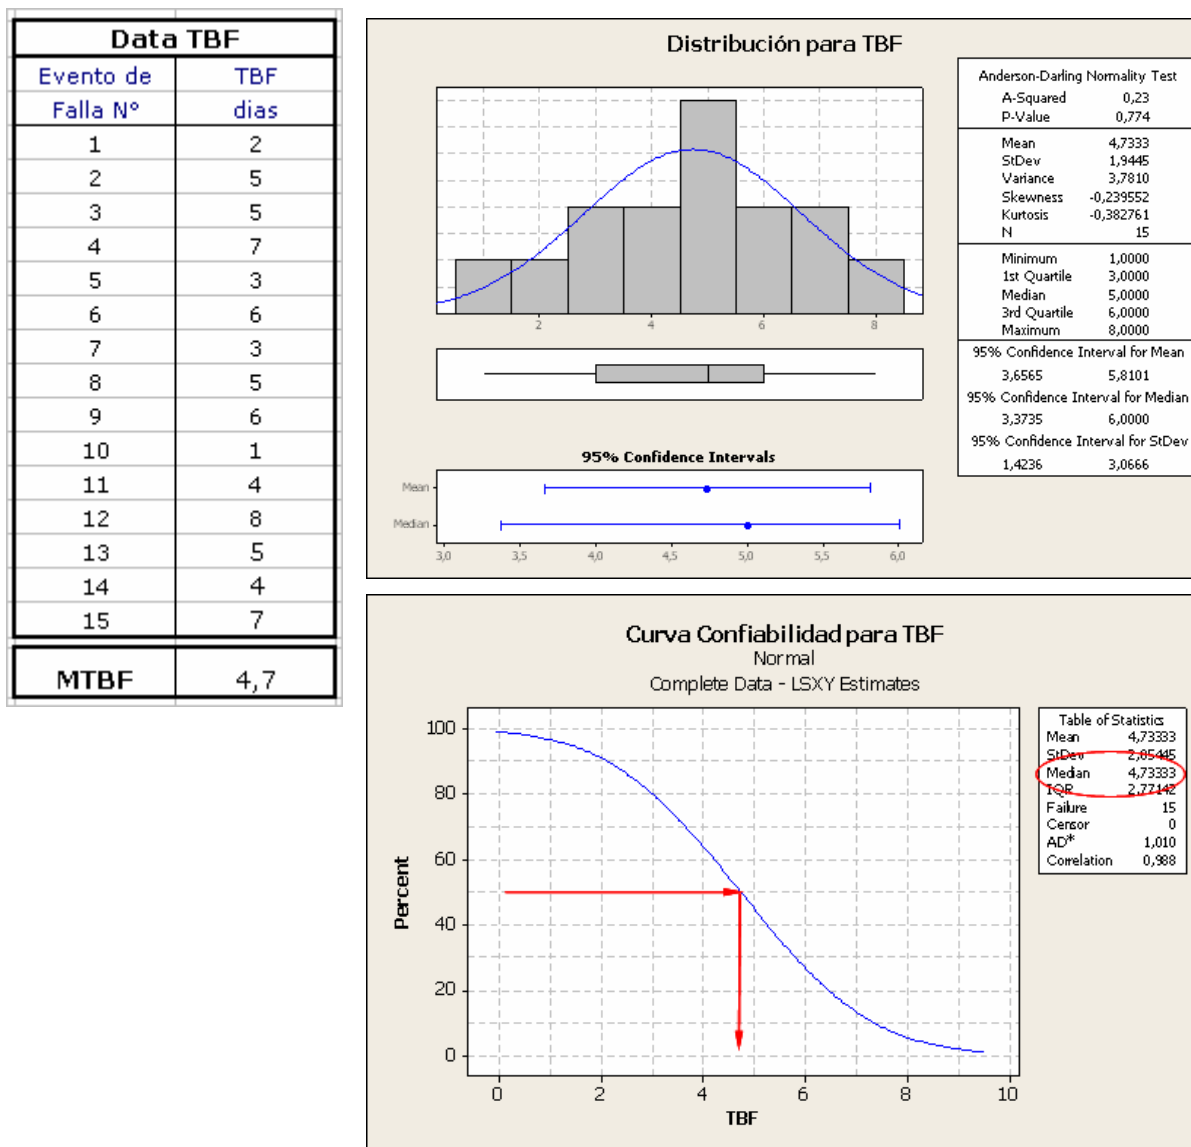 Data TBF
Evento de TBF
Falla N° dias
1 2
2 5
3 5
4 7
5 3
6 6
7 3
8 5
9 6
10 1
11 4
12 8
13 5
14 4
15 7
MTBF 4,7
Distribución para TBF
2 4 6 8
95% Confidence Intervals
Mean
Median
3,0 3,5 4,0 4,5 5,0 5,5 6,0
Anderson-Darling Normality Test
A-Squared 0,23
P-Value 0,774
Mean 4,7333
StDev 1,9445
Variance 3,7810
Skewness -0,239552
Kurtosis -0,382761
N 15
Minimum 1,0000
1st Quartile 3,0000
Median 5,0000
3rd Quartile 6,0000
Maximum 8,0000
95% Confidence Interval for Mean
3,6565 5,8101
95% Confidence Interval for Median
3,3735 6,0000
95% Confidence Interval for StDev
1,4236 3,0666
Curva Confiabilidad para TBF
Normal
Complete Data - LSXY Estimates
Percent
100
80
60
40
20
0
0 2 4 6 8 10
TBF
Table of Statistics
Mean 4,73333
StDev 2,05445
Median 4,73333
IQR 2,77142
Failure 15
Censor 0
AD* 1,010
Correlation 0,988